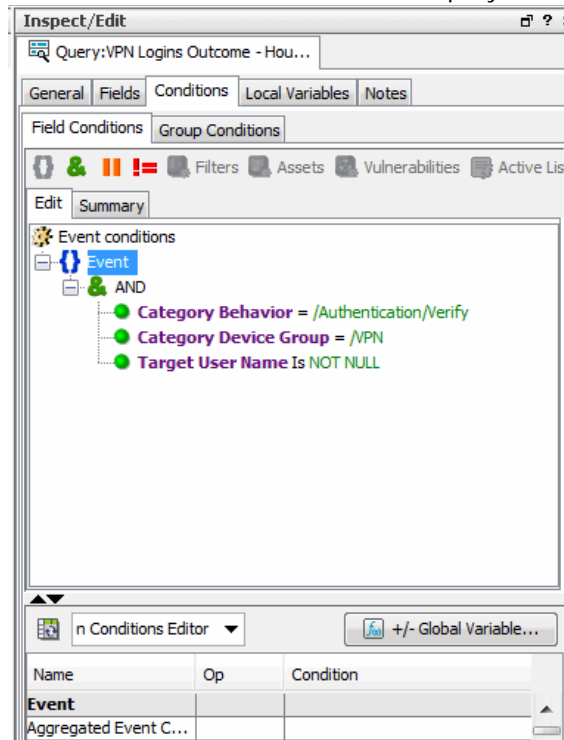 Inspect/Edit
Query:VPN Logins Outcome - Hou...
General Fields Conditions Local Variables Notes
Field Conditions Group Conditions
Filters Assets Vulnerabilities Active Lis
Edit Summary
Event conditions
Event
AND
Category Behavior = /Authentication/Verify
Category Device Group = /VPN
Target User Name Is NOT NULL
n Conditions Editor +/- Global Variable...
Name Op Condition
Event
Aggregated Event C...